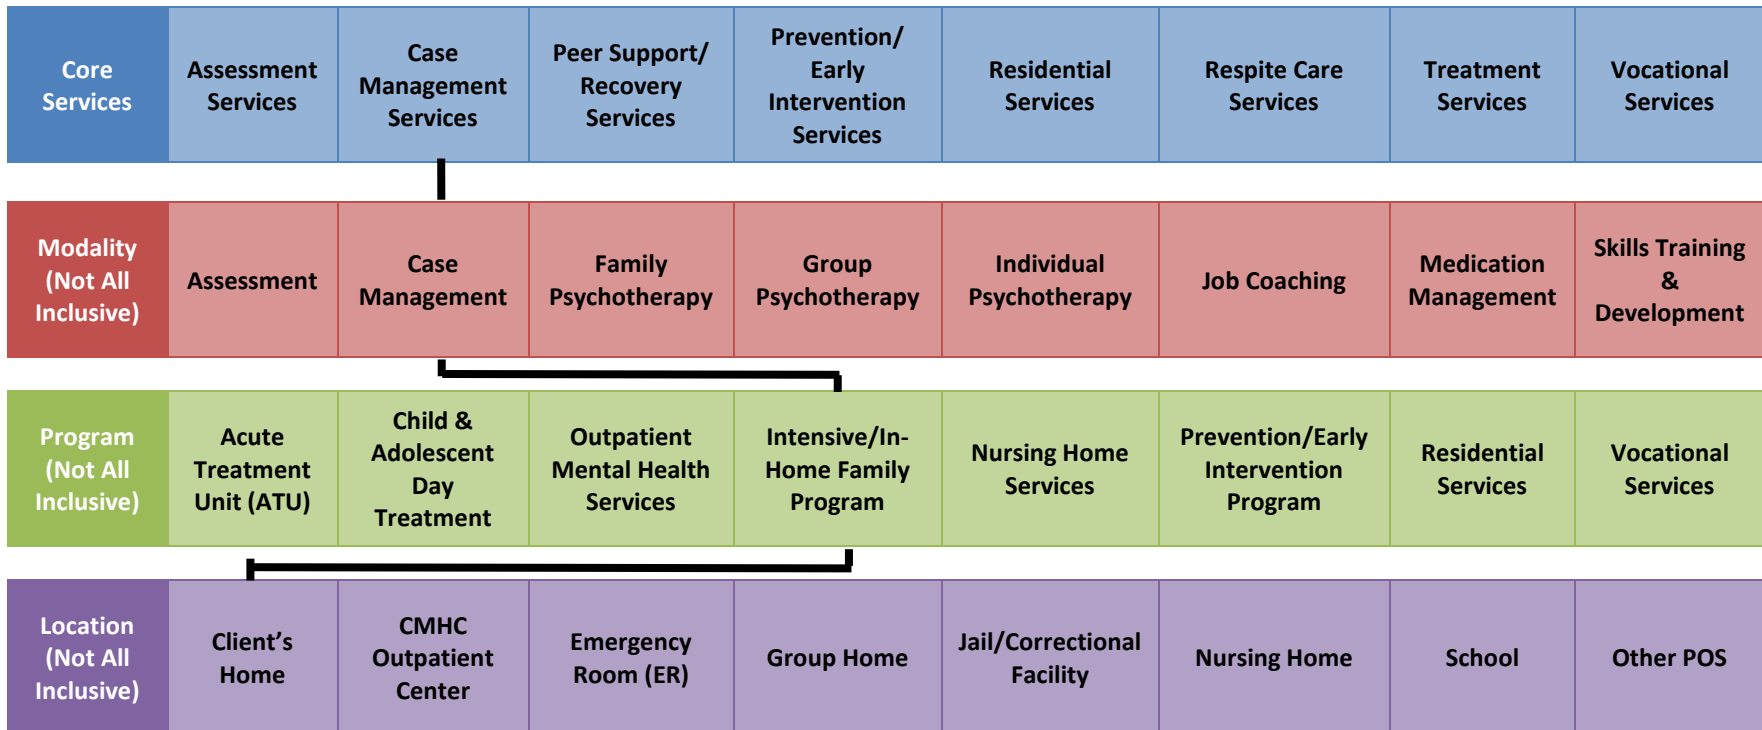 Core
Services
Assessment
Services
Case
Management
Services
Peer Support/
Recovery
Services
Prevention/
Early
Intervention
Services
Residential
Services
Respite Care
Services
Treatment
Services
Vocational
Services
Modality
(Not All
Inclusive)
Assessment
Case
Management
Family
Psychotherapy
Group
Psychotherapy
Individual
Psychotherapy
Job Coaching
Medication
Management
Skills Training
&
Development
Program
(Not All
Inclusive)
Acute
Treatment
Unit (ATU)
Child &
Adolescent
Day
Treatment
Outpatient
Mental Health
Services
Intensive/In-
Home Family
Program
Nursing Home
Services
Prevention/Early
Intervention
Program
Residential
Services
Vocational
Services
Location
(Not All
Inclusive)
Client’s
Home
CMHC
Outpatient
Center
Emergency
Room (ER)
Group Home
Jail/Correctional
Facility
Nursing Home
School
Other POS